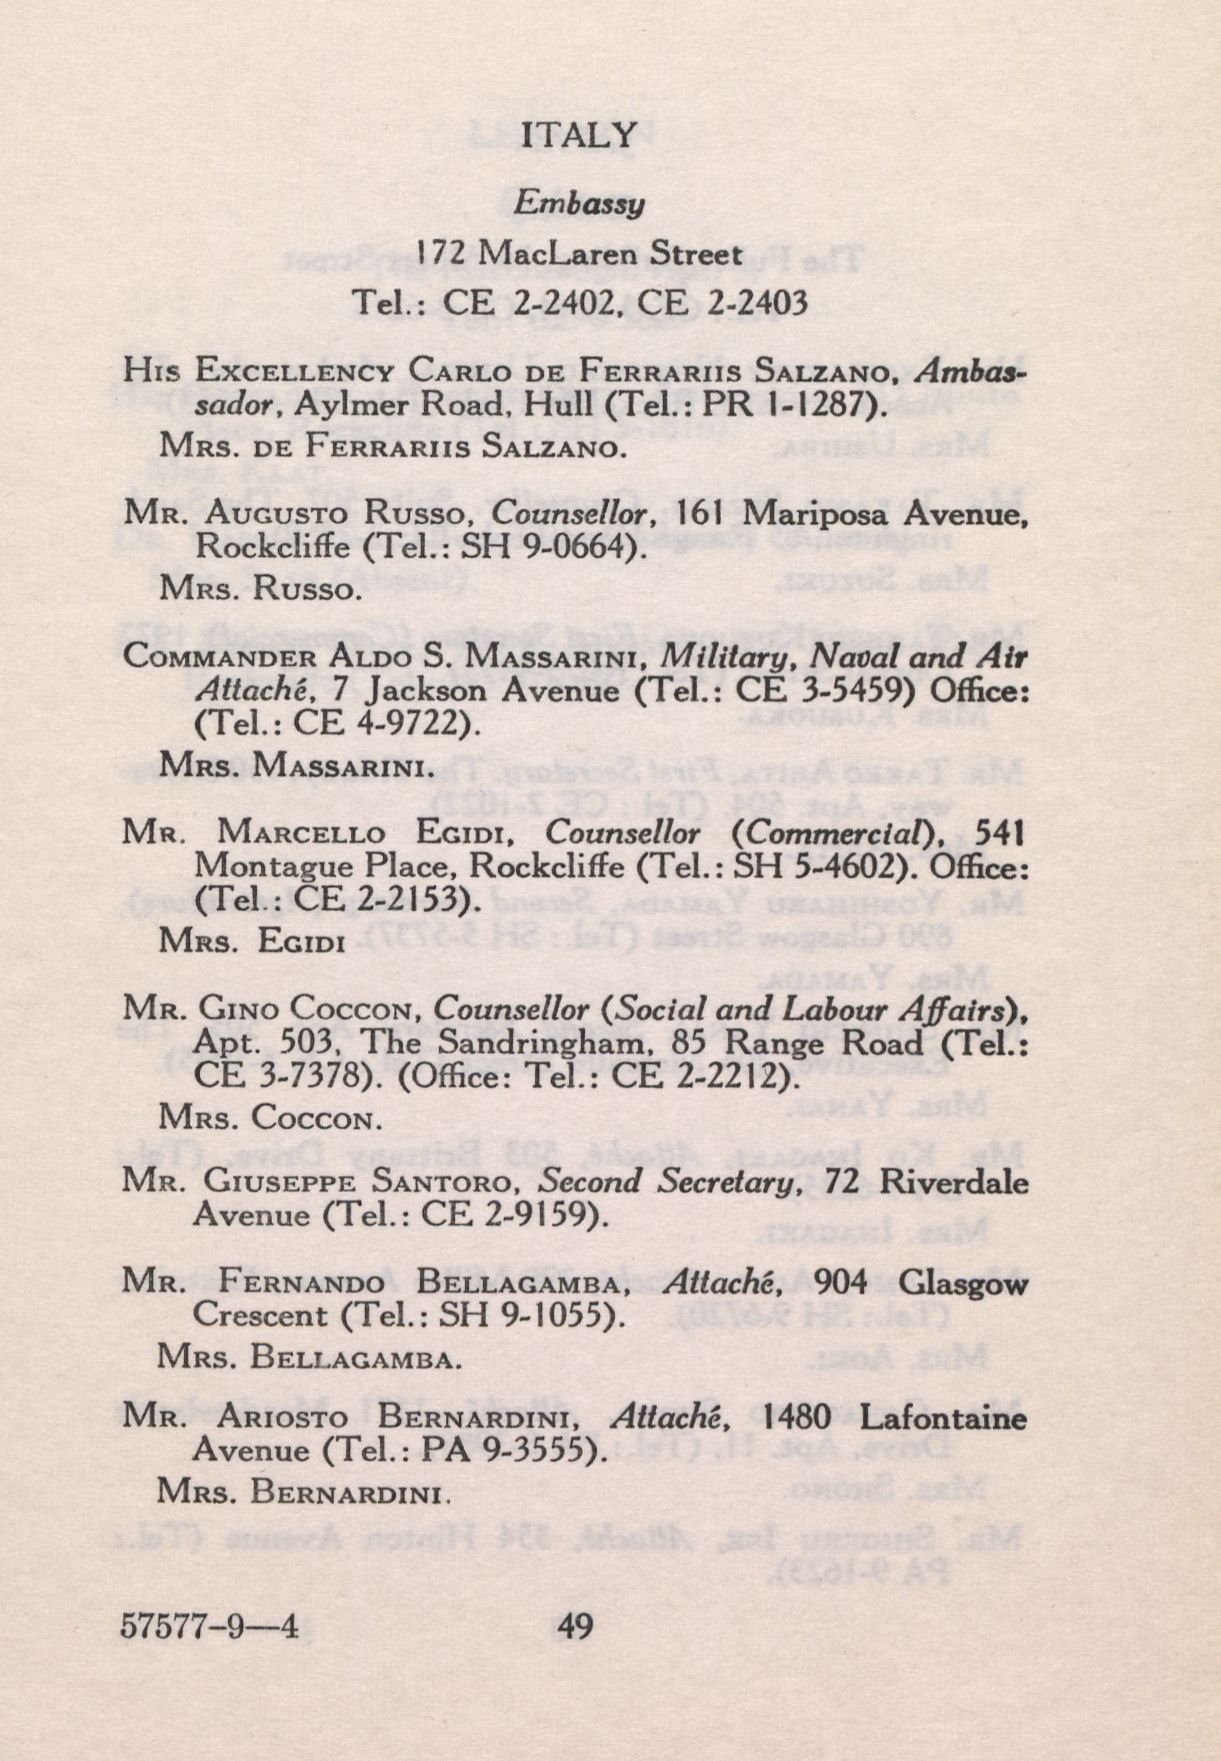 ITALY
Embassy
172 MacLaren Street
Tel.: CE 2-2402, CE 2-2403
HIS EXCELLENCY CARLO DE FERRARIIS SALZANO, Ambas-
sador, Aylmer Road, Hull (Tel.: PR 1-1287).
MRS. DE FERRARIIS SALZANO.
MR. AUGUSTO RUSSO, Counsellor, 161 Mariposa Avenue,
Rockcliffe (Tel.: SH 9-0664).
MRS. RUSSO.
COMMANDER ALDO S. MASSARINI, Military, Naval and Air
Attaché, 7 Jackson Avenue (Tel.: CE 3-5459) Office:
(Tel.: CE 4-9722).
MRS. MASSARINI.
MR. MARCELLO EGIDI, Counsellor (Commercial), 541
Montague Place, Rockcliffe (Tel.: SH 5-4602). Office:
(Tel.: CE 2-2153).
MRS. EGIDI
MR. GINO COCCON, Counsellor (Social and Labour Affairs),
Apt. 503, The Sandringham, 85 Range Road (Tel.:
CE 3-7378). (Office: Tel.: CE 2-2212).
MRS. COCCON.
MR. GIUSEPPE SANTORO, Second Secretary, 72 Riverdale
Avenue (Tel.: CE 2-9159).
MR. FERNANDO BELLAGAMBA, Attaché, 904 Glasgow
Crescent (Tel.: SH 9-1055).
MRS. BELLAGAMBA.
MR. ARIOSTO BERNARDINI, Attaché, 1480 Lafontaine
Avenue (Tel.: PA 9-3555).
MRS. BERNARDINI.
57577-9—4
49